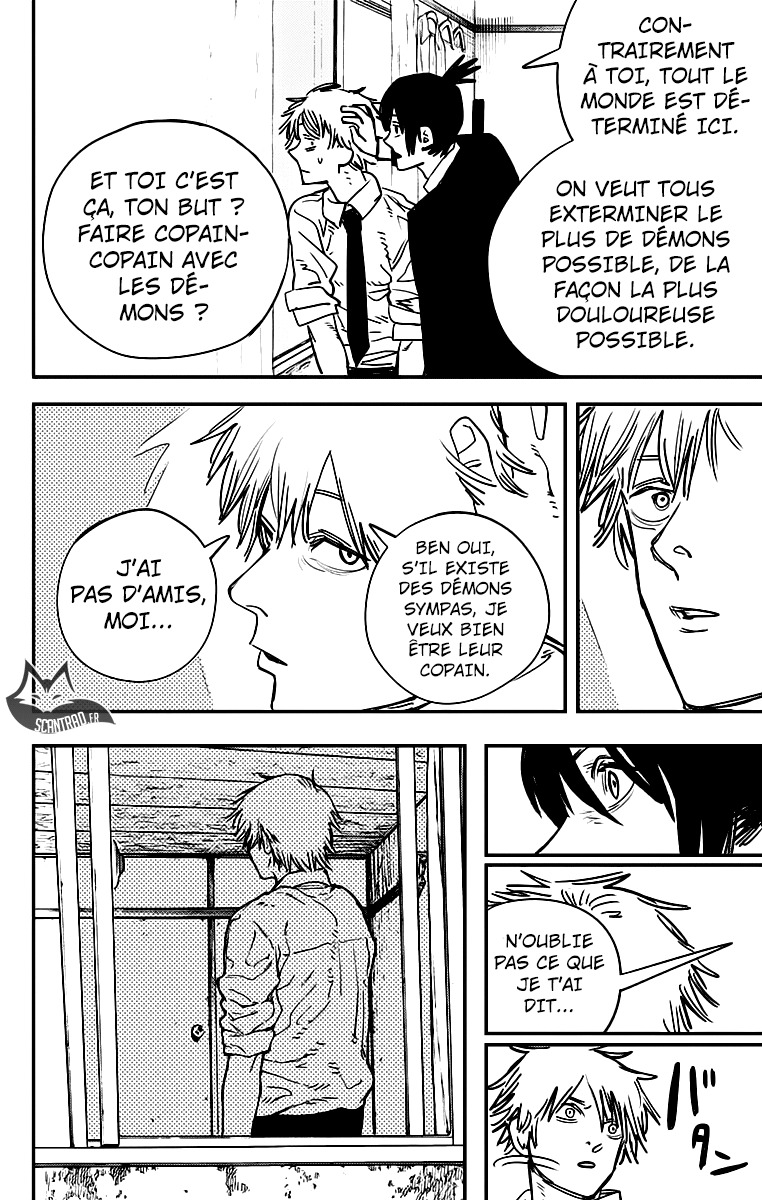 CON-
TRAIREMENT
À TOI, TOUT LE
MONDE EST DÉ-
TERMINÉ ICI.
ON VEUT TOUS
EXTERMINER LE
PLUS DE DÉMONS
POSSIBLE, DE LA
FAÇON LA PLUS
DOULOUREUSE
POSSIBLE.
ET TOI C'EST
ÇA, TON BUT ?
FAIRE COPAIN-
COPAIN AVEC
LES DÉ-
MONS ?
J'AI
PAS D'AMIS,
MOI...
BEN OUI,
S'IL EXISTE
DES DÉMONS
SYMPAS, JE
VEUX BIEN
ÊTRE LEUR
COPAIN.
SCANTRAD.FR
N'OUBLIE
PAS CE QUE
JE T'AI
DIT...
バタン